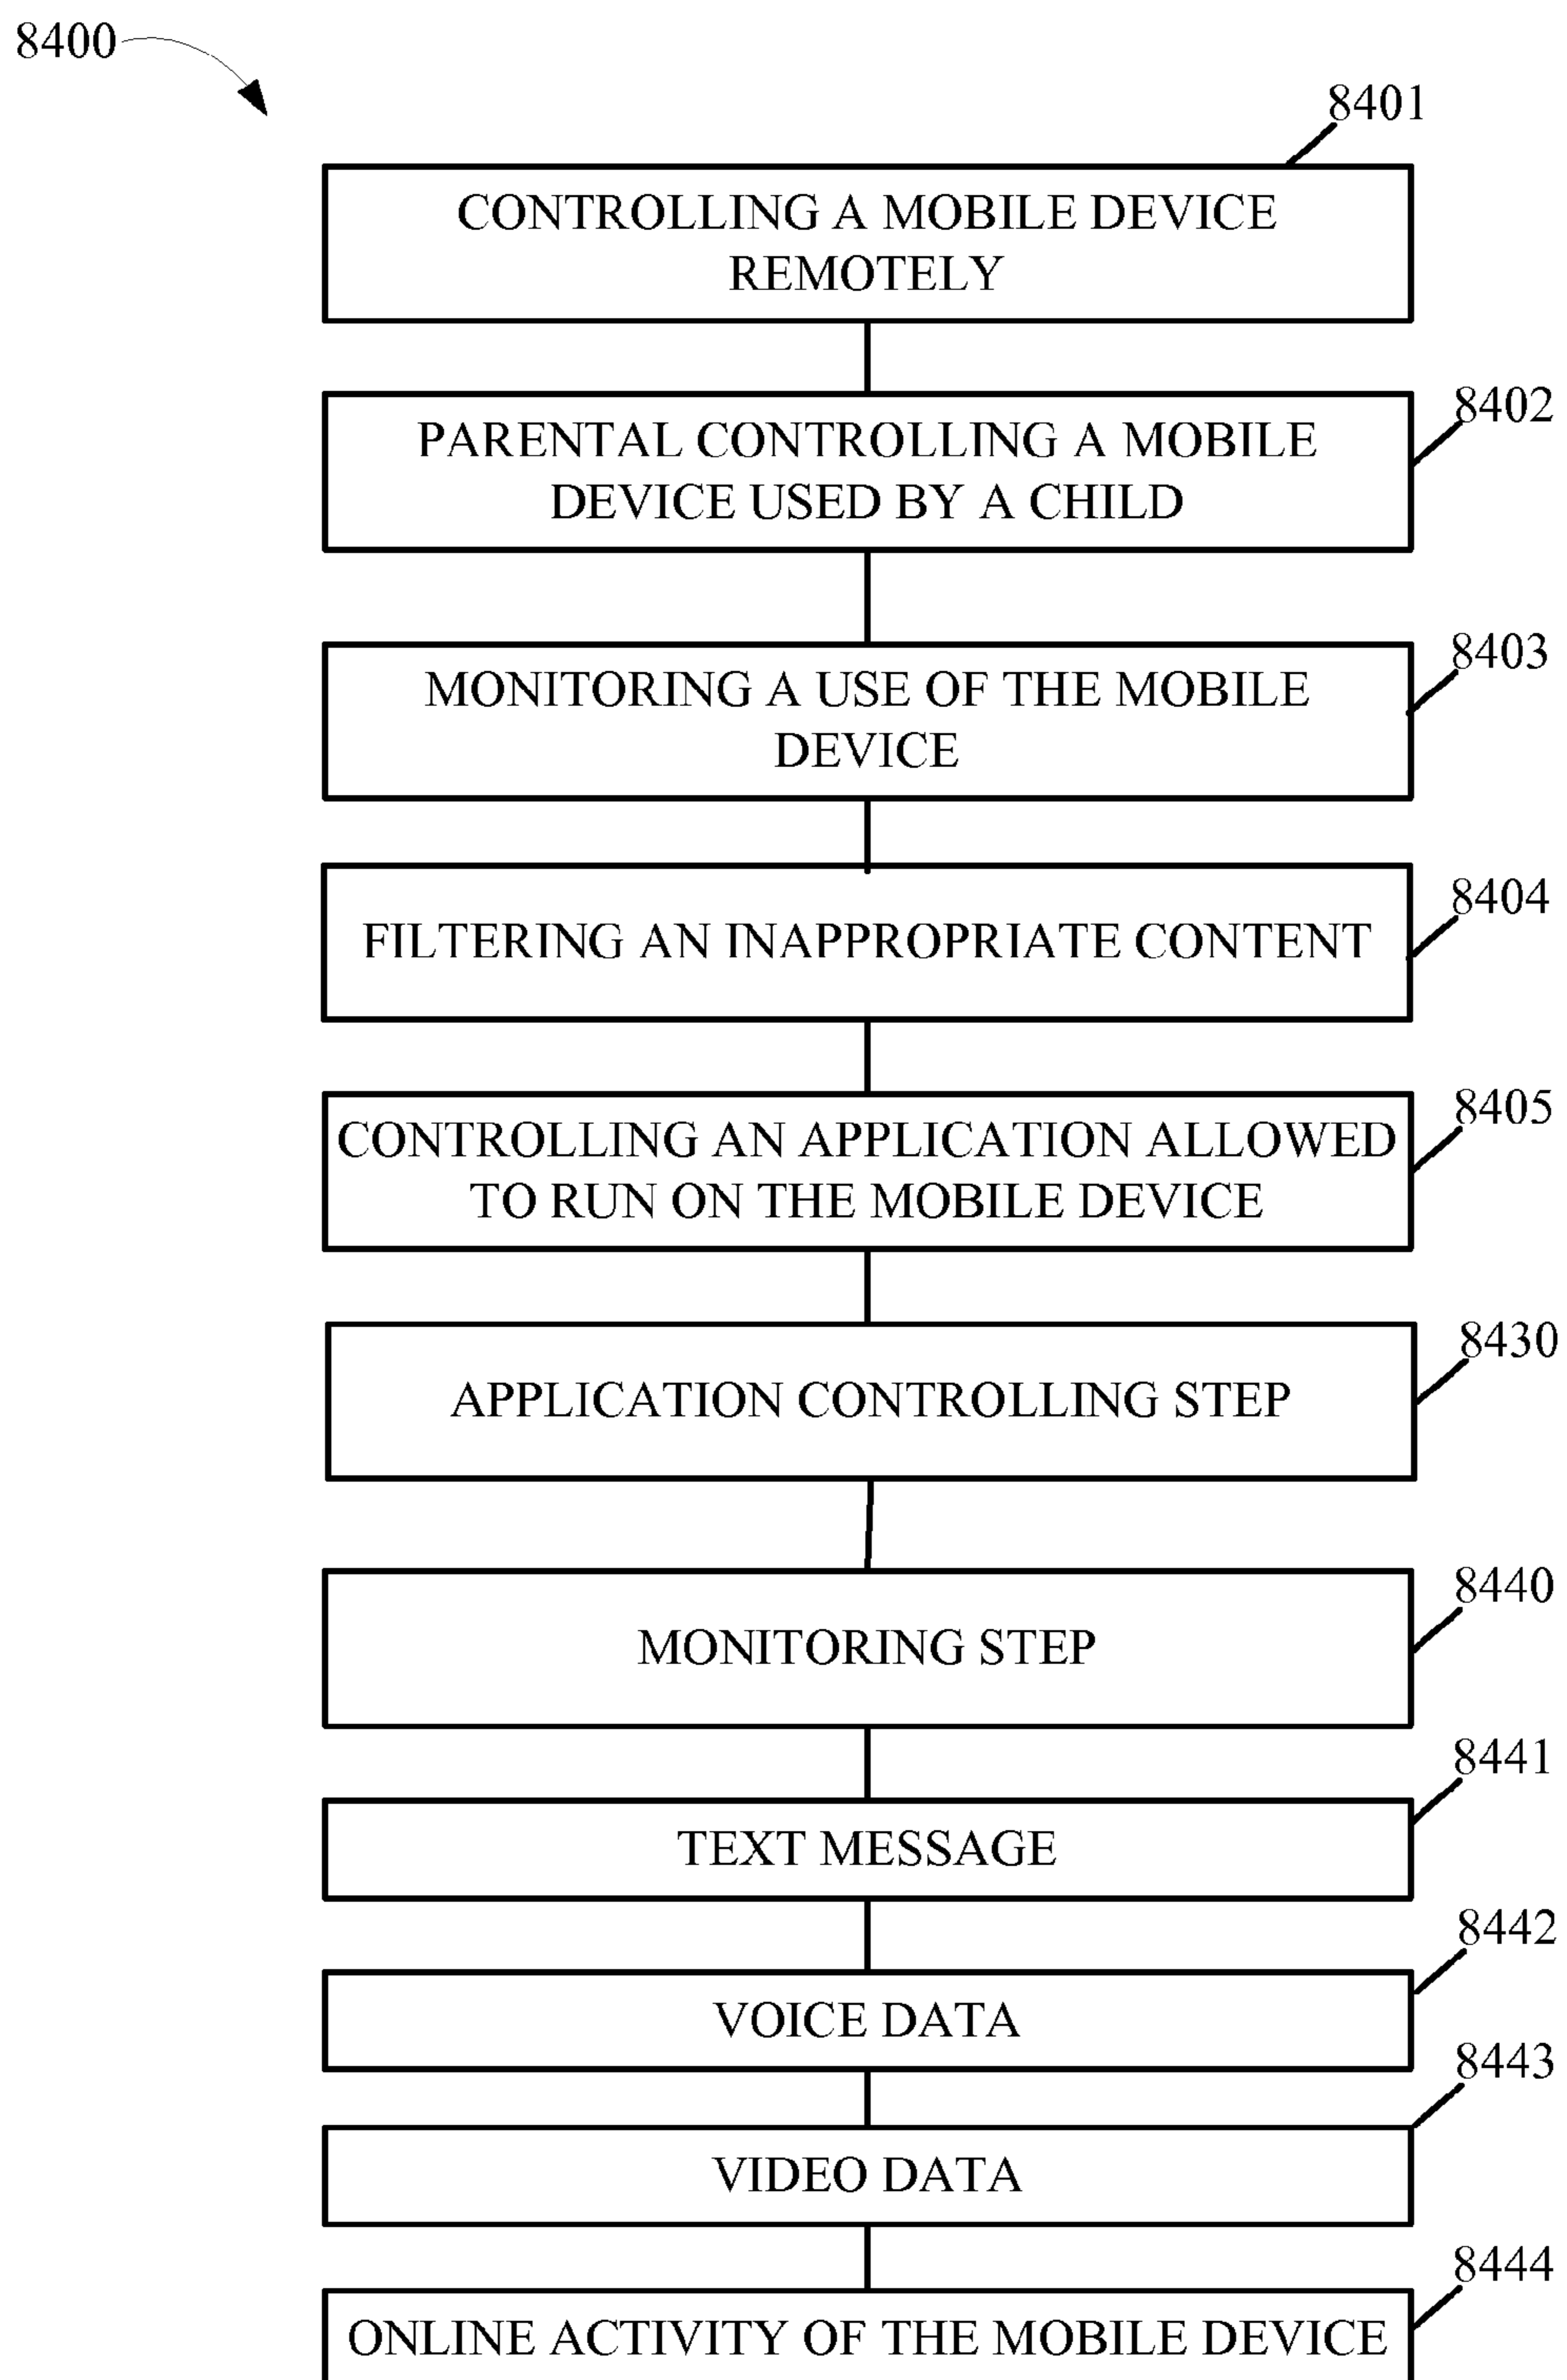 8400
8401
CONTROLLING A MOBILE DEVICE
REMOTELY
8402
PARENTAL CONTROLLING A MOBILE
DEVICE USED BY A CHILD
8403
MONITORING A USE OF THE MOBILE
DEVICE
8404
FILTERING AN INAPPROPRIATE CONTENT
8405
CONTROLLING AN APPLICATION ALLOWED
TO RUN ON THE MOBILE DEVICE
8430
APPLICATION CONTROLLING STEP
8440
MONITORING STEP
8441
TEXT MESSAGE
8442
VOICE DATA
8443
VIDEO DATA
8444
ONLINE ACTIVITY OF THE MOBILE DEVICE